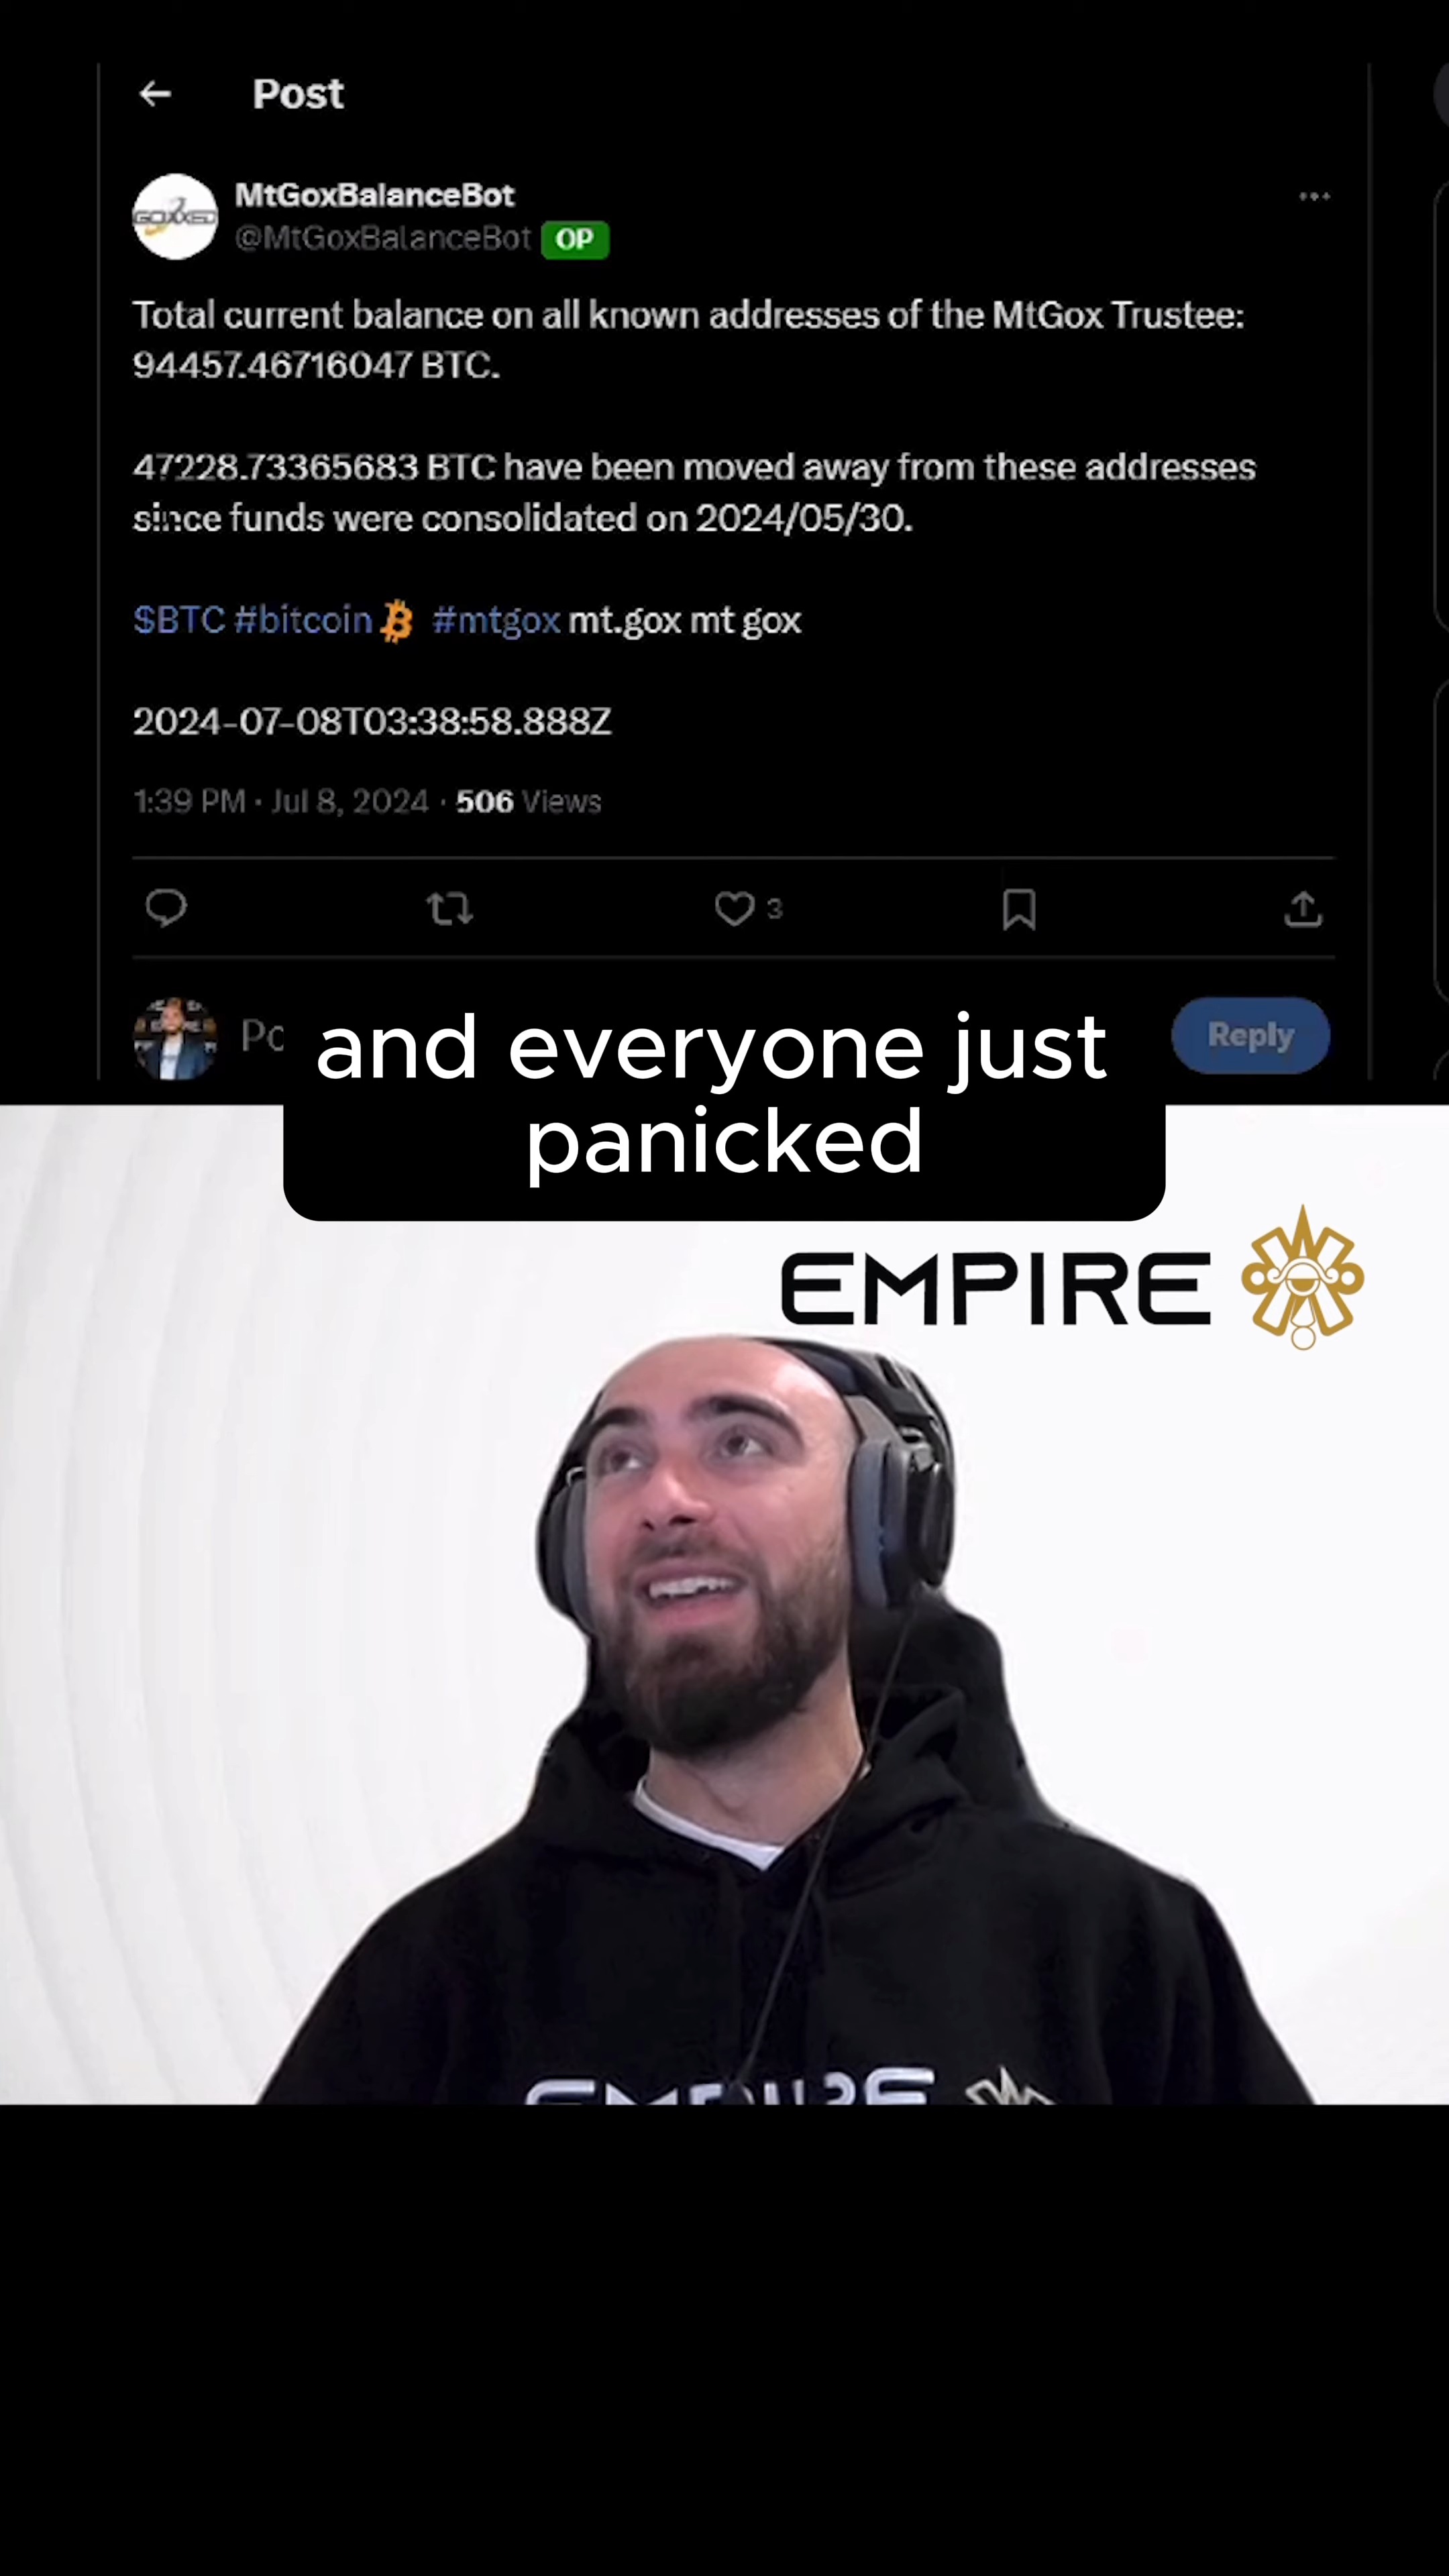 Post
GOXXED
MtGoxBalanceBot
@MtGoxBalanceBot OP
Total current balance on all known addresses of the MtGox Trustee:
94457.46716047 BTC.
47228.73365683 BTC have been moved away from these addresses
since funds were consolidated on 2024/05/30.
$BTC #bitcoin #mtgox mt.gox mt gox
2024-07-08T03:38:58.888Z
1:39 PM · Jul 8, 2024 · 506 Views
3
Po
Reply
and everyone just
panicked
EMPIRE
EMPIRE